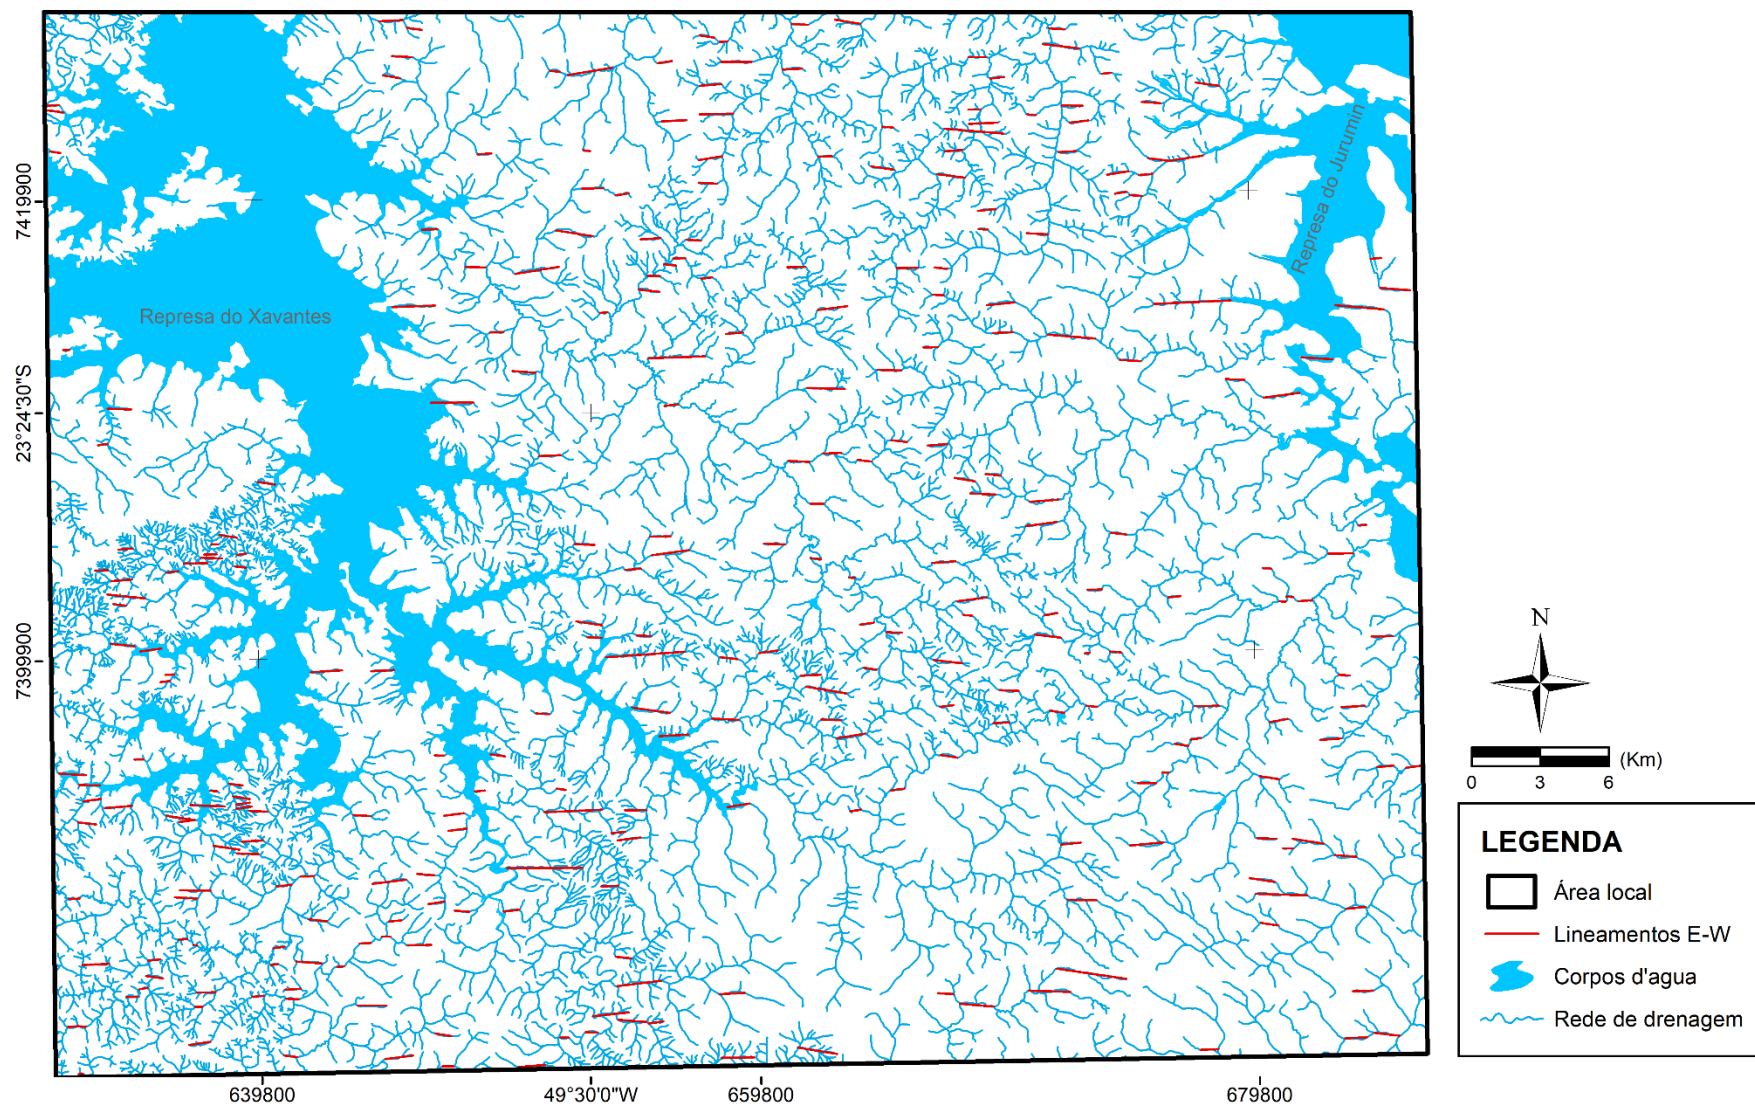 Represa do Jurumin
Represa do Xavantes
7419900
23°24'30"S
7399900
639800
49°30'0"W
659800
679800
N
(Km)
0 3 6
LEGENDA
Área local
Lineamentos E-W
Corpos d'agua
Rede de drenagem